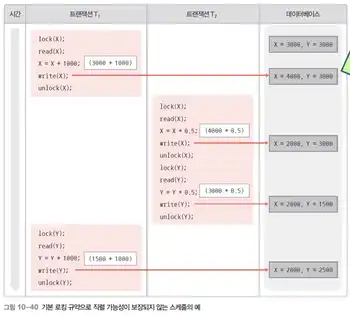 시간 트랜잭션 T₁ 트랜잭션 T₂ 데이터베이스
X = 3000, Y = 3000
lock(X);
read(X);
X = X + 1000; (3000 + 1000)
write(X); X = 4000, Y = 3000
unlock(X);
lock(X);
read(X);
X = X * 0.5; (4000 * 0.5)
write(X); X = 2000, Y = 3000
unlock(X);
lock(Y);
read(Y);
Y = Y * 0.5; (3000 * 0.5)
write(Y); X = 2000, Y = 1500
unlock(Y);
lock(Y);
read(Y);
Y = Y + 1000; (1500 + 1000)
write(Y); X = 2000, Y = 2500
unlock(Y);
그림 10-40 기본 로킹 규약으로 직렬 가능성이 보장되지 않는 스케줄의 예